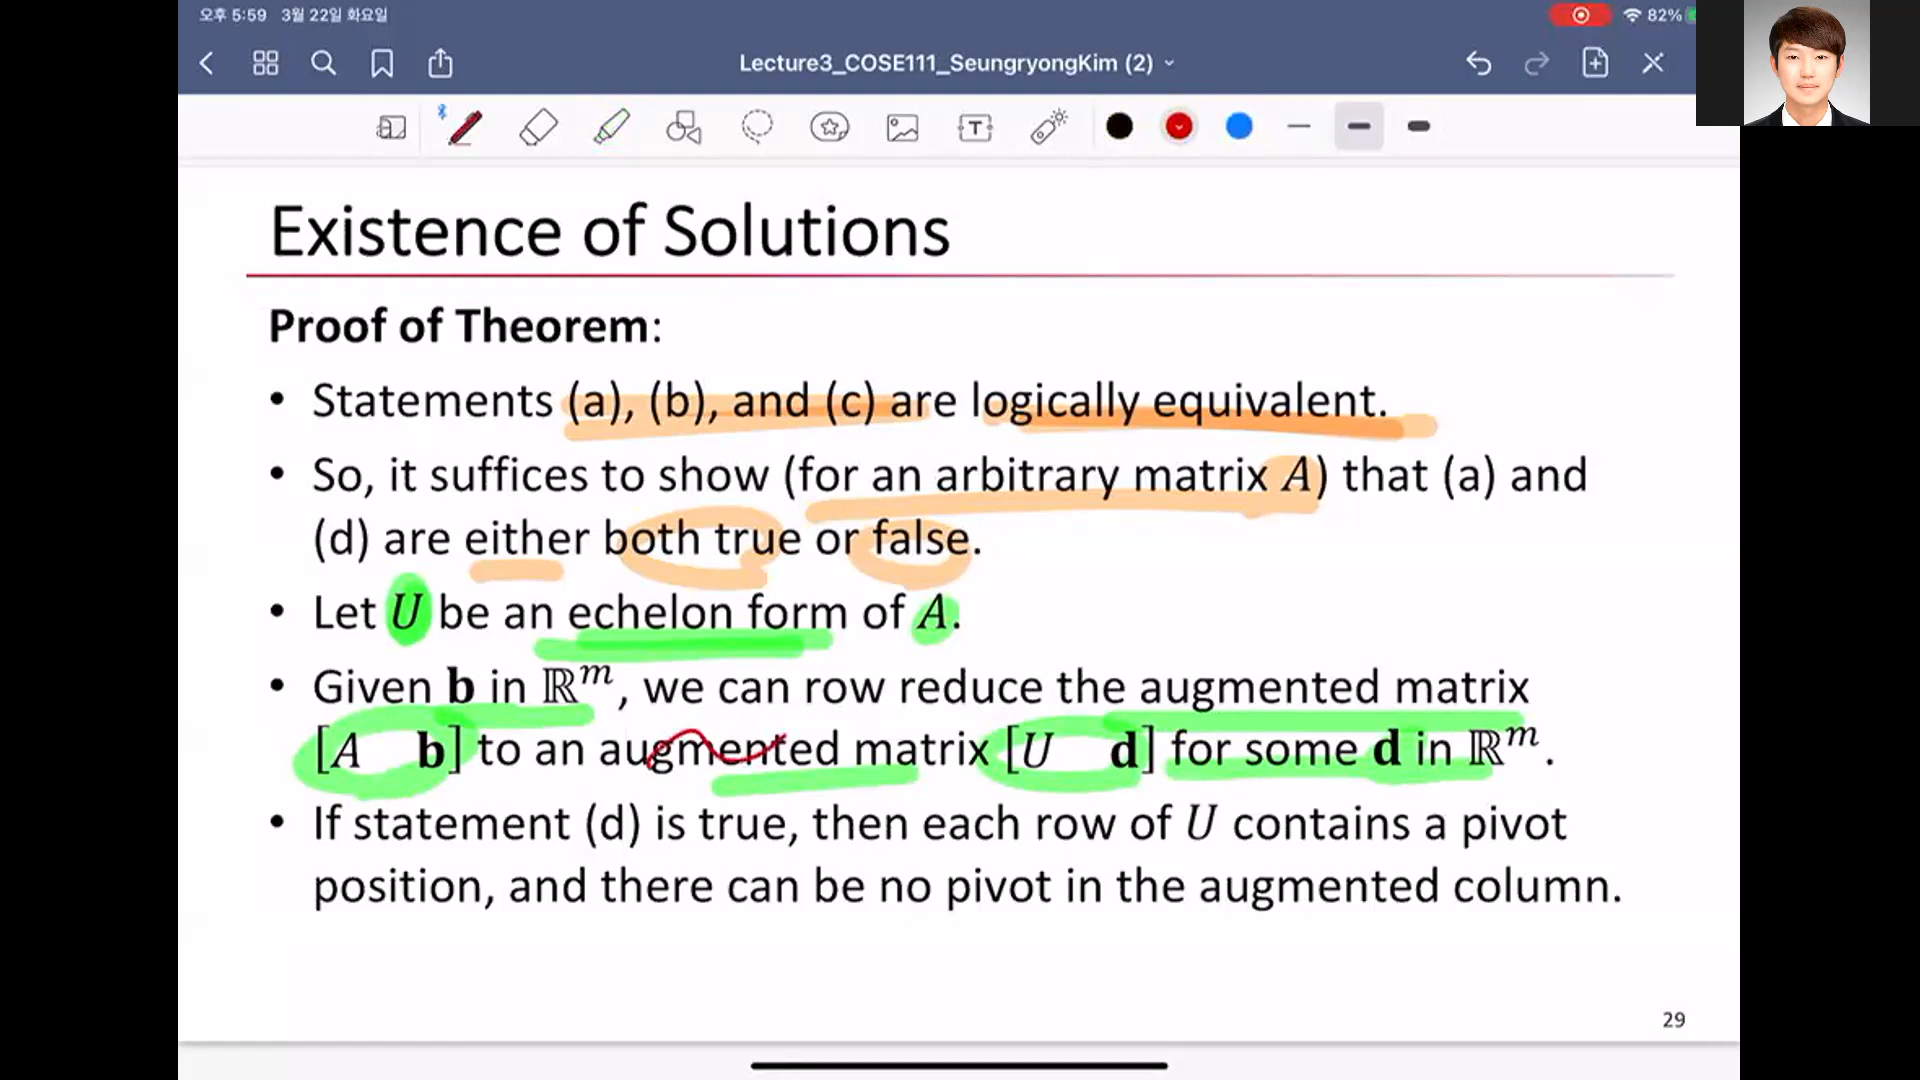 오후 5:59 3월 22일 화요일
82%
Lecture3_COSE111_SeungryongKim (2)
Existence of Solutions
Proof of Theorem:
• Statements (a), (b), and (c) are logically equivalent.
• So, it suffices to show (for an arbitrary matrix A) that (a) and
(d) are either both true or false.
• Let U be an echelon form of A.
• Given b in ℝᵐ, we can row reduce the augmented matrix
[A b] to an augmented matrix [U d] for some d in ℝᵐ.
• If statement (d) is true, then each row of U contains a pivot
position, and there can be no pivot in the augmented column.
29